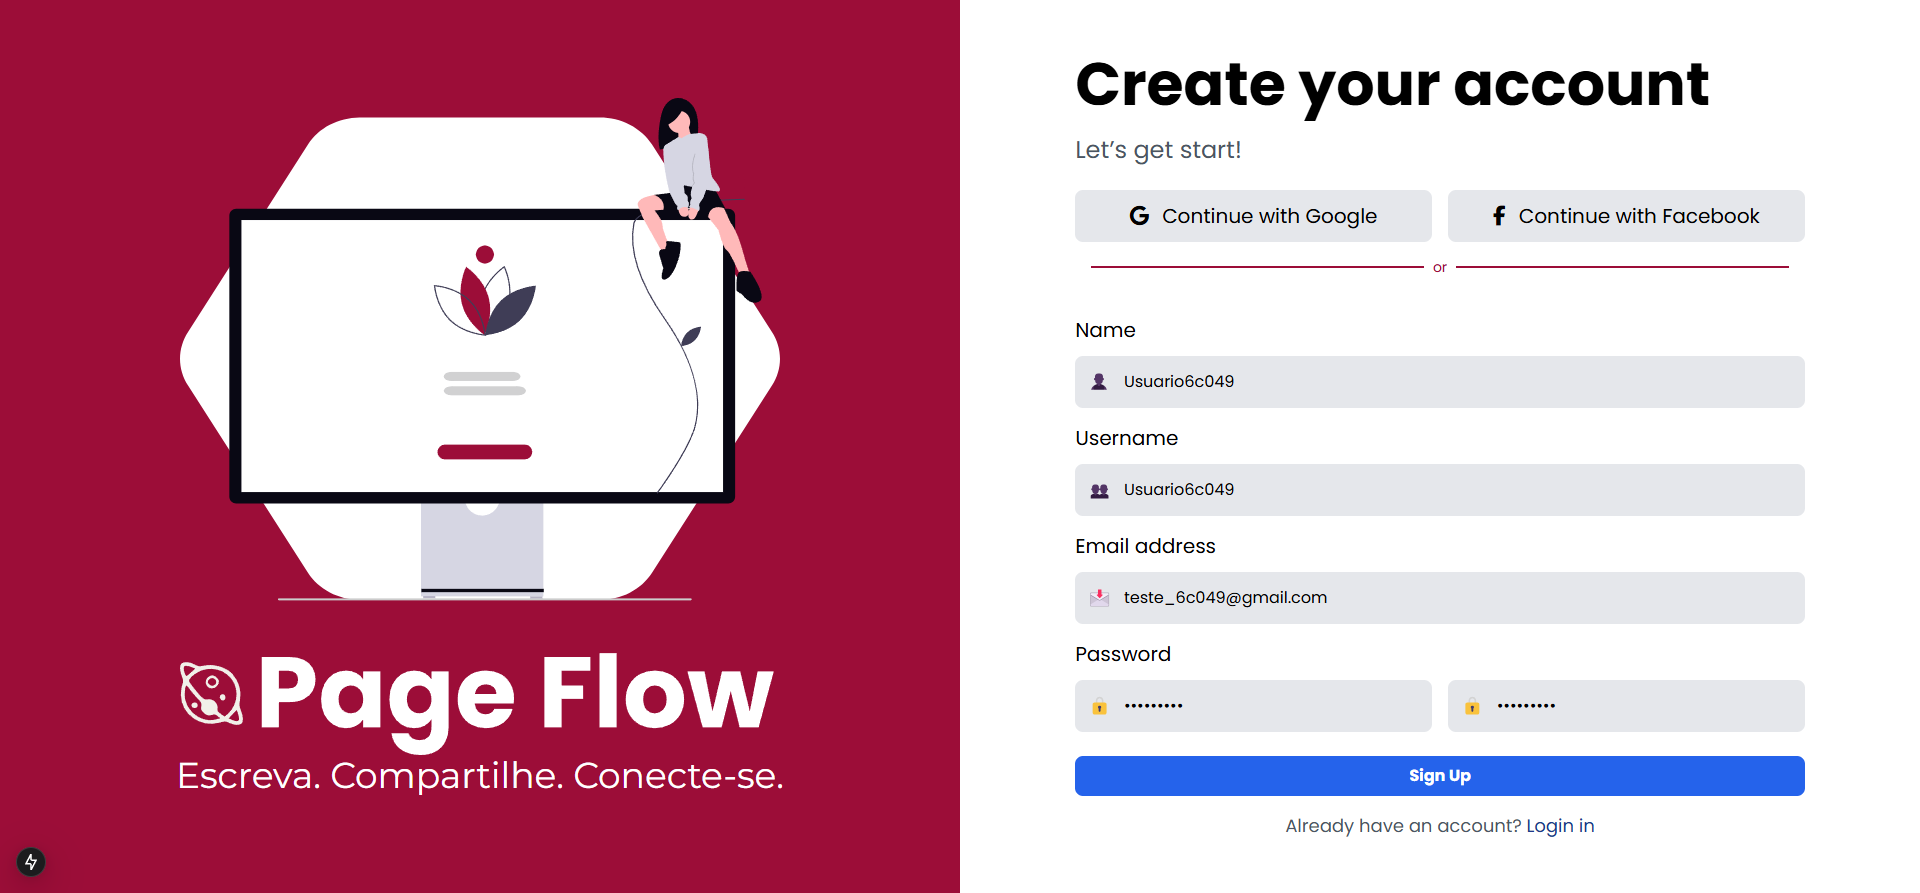 Page Flow
Escreva. Compartilhe. Conecte-se.
Create your account
Let’s get start!
Continue with Google
Continue with Facebook
or
Name
Usuario6c049
Username
Usuario6c049
Email address
teste_6c049@gmail.com
Password
••••••••• •••••••••
Sign Up
Already have an account? Login in